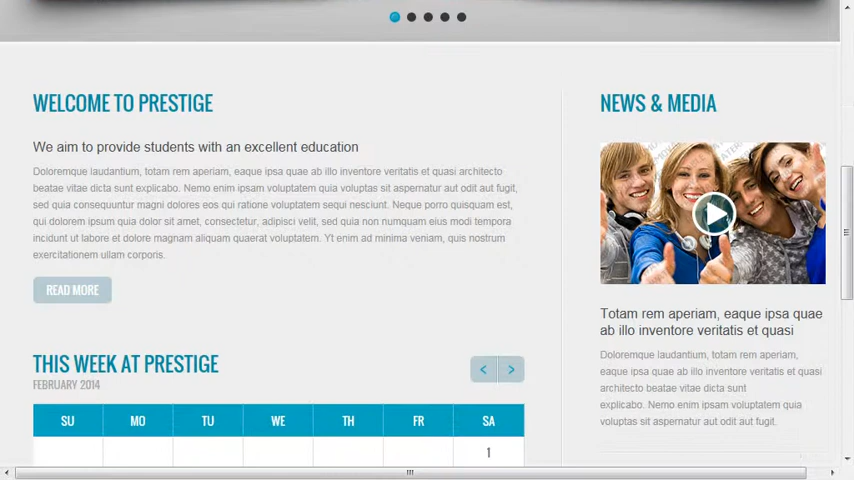 WELCOME TO PRESTIGE
We aim to provide students with an excellent education
Doloremque laudantium, totam rem aperiam, eaque ipsa quae ab illo inventore veritatis et quasi architecto
beatae vitae dicta sunt explicabo. Nemo enim ipsam voluptatem quia voluptas sit aspernatur aut odit aut fugit,
sed quia consequuntur magni dolores eos qui ratione voluptatem sequi nesciunt. Neque porro quisquam est,
qui dolorem ipsum quia dolor sit amet, consectetur, adipisci velit, sed quia non numquam eius modi tempora
incidunt ut labore et dolore magnam aliquam quaerat voluptatem. Yt enim ad minima veniam, quis nostrum
exercitationem ullam corporis.
READ MORE
THIS WEEK AT PRESTIGE
FEBRUARY 2014
< >
SU MO TU WE TH FR SA
1
NEWS & MEDIA
Totam rem aperiam, eaque ipsa quae
ab illo inventore veritatis et quasi
Doloremque laudantium, totam rem aperiam,
eaque ipsa quae ab illo inventore veritatis et quasi
architecto beatae vitae dicta sunt
explicabo. Nemo enim ipsam voluptatem quia
voluptas sit aspernatur aut odit aut fugit.